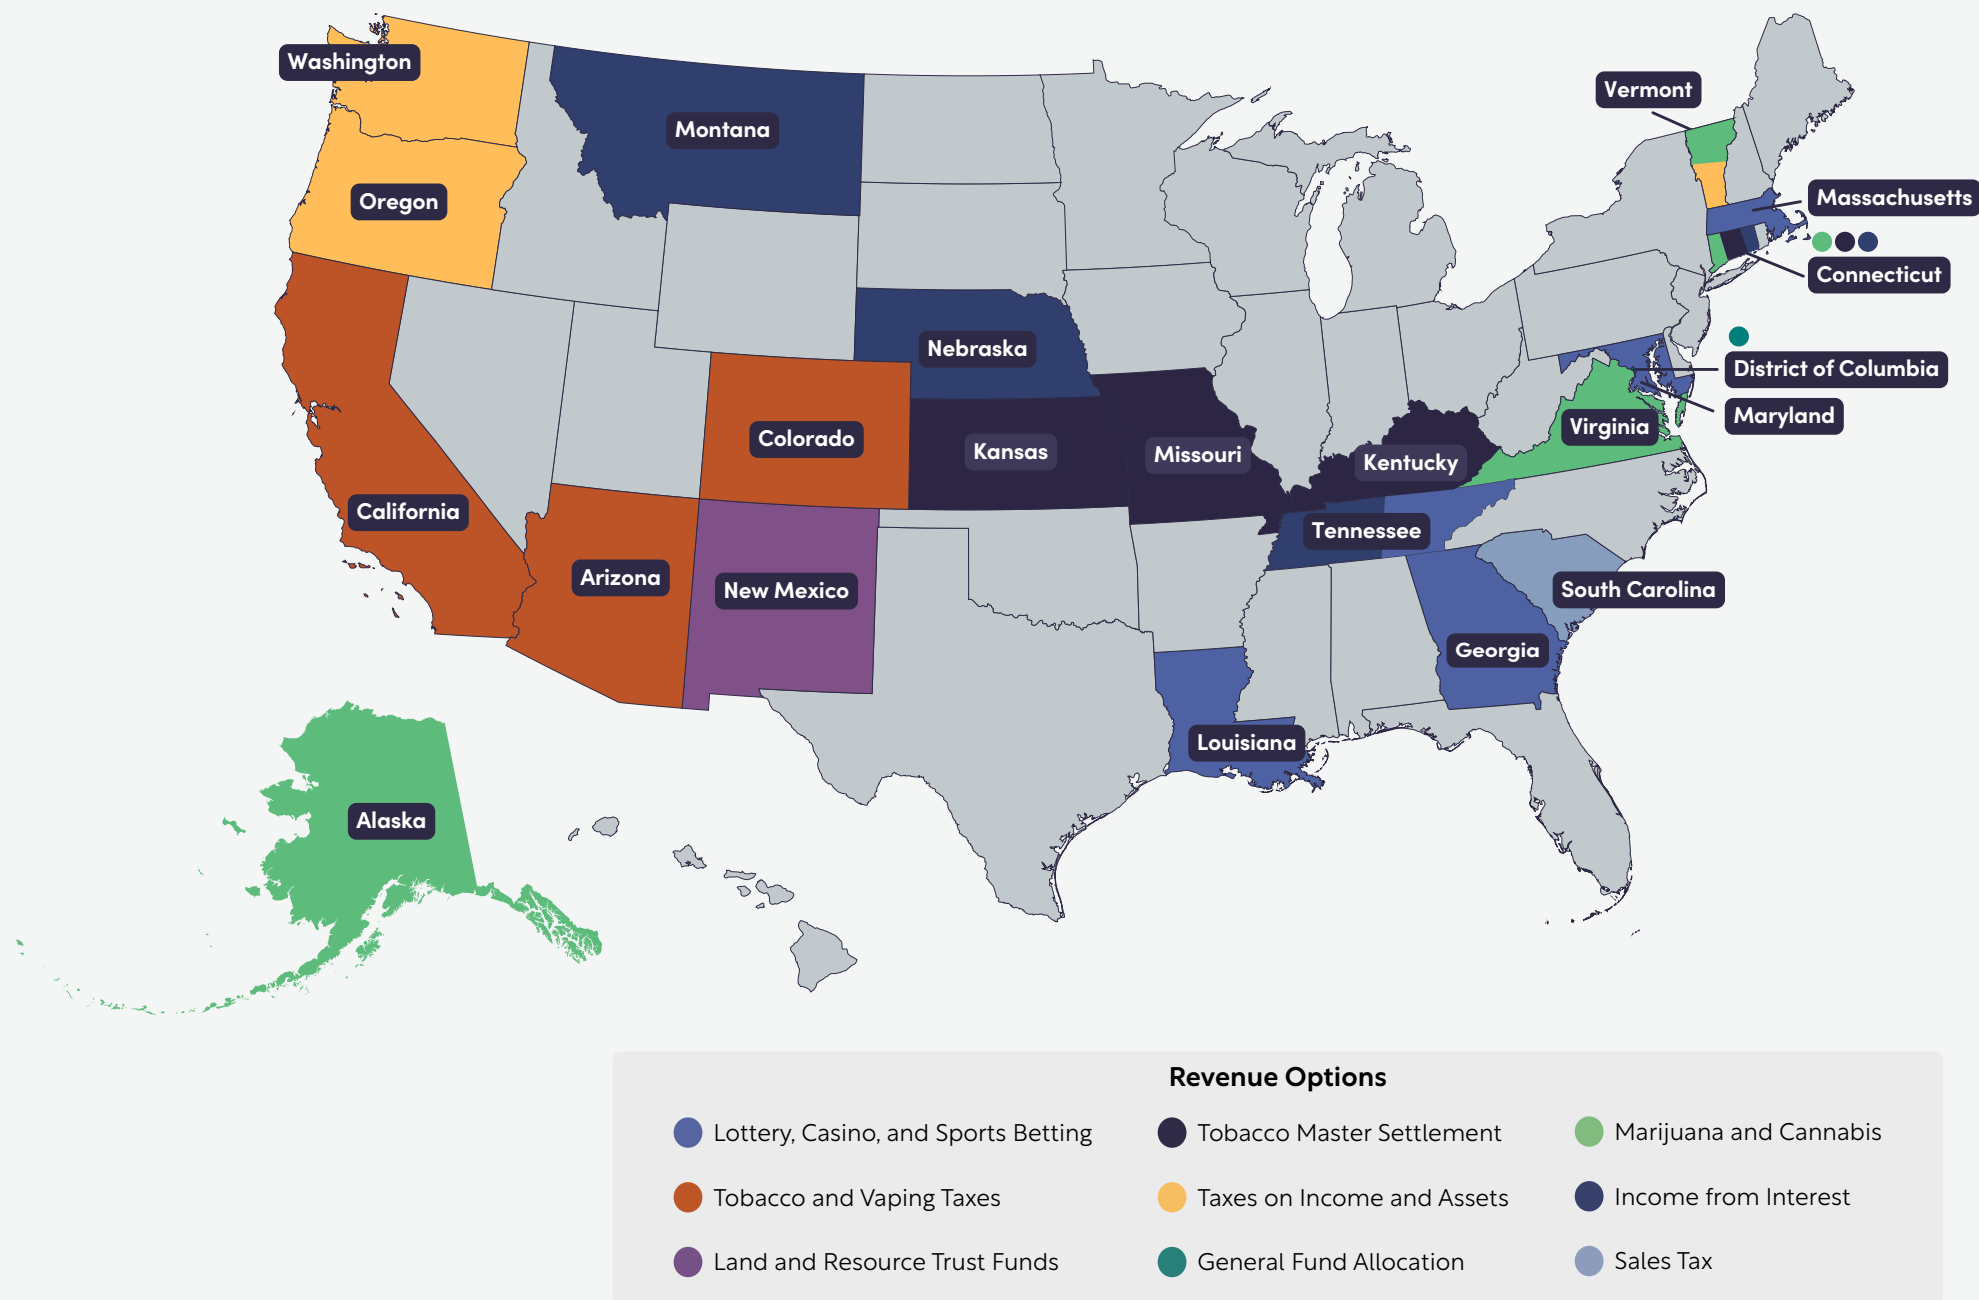 Washington
Montana
Oregon
Vermont
Massachusetts
Connecticut
Nebraska
District of Columbia
Maryland
Colorado
Kansas
Missouri
Kentucky
Virginia
California
Tennessee
Arizona
New Mexico
South Carolina
Georgia
Louisiana
Alaska
Revenue Options
Lottery, Casino, and Sports Betting
Tobacco Master Settlement
Marijuana and Cannabis
Tobacco and Vaping Taxes
Taxes on Income and Assets
Income from Interest
Land and Resource Trust Funds
General Fund Allocation
Sales Tax